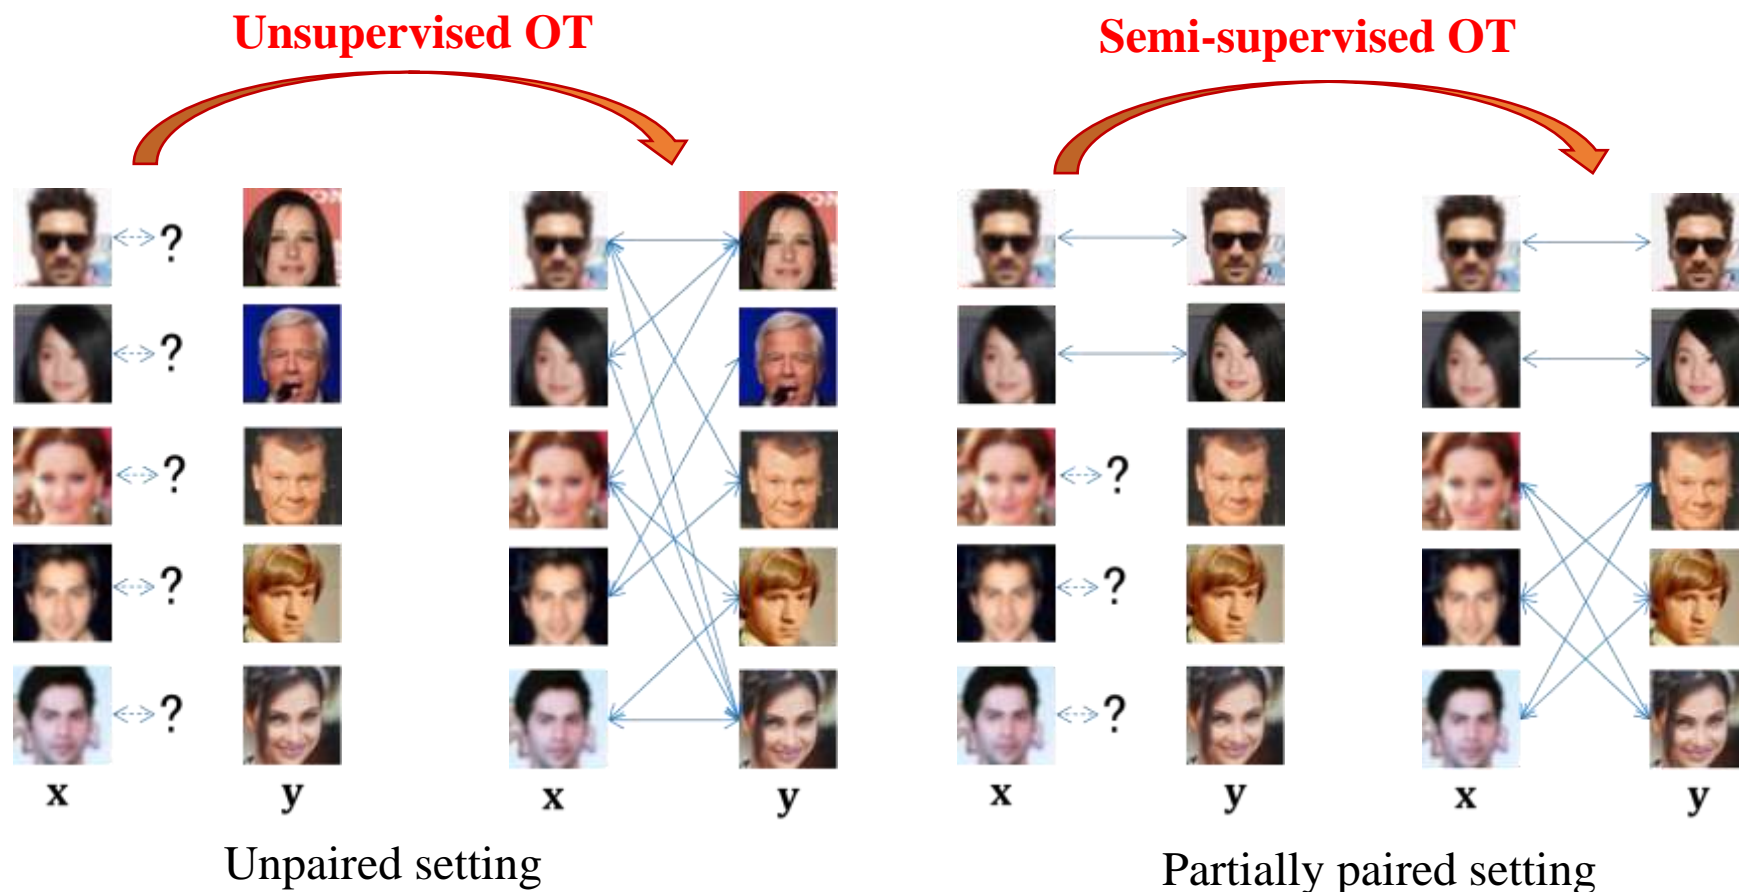 Unsupervised OT
Semi-supervised OT
?
?
?
?
?
?
?
?
x y x y
x y x y
Unpaired setting
Partially paired setting